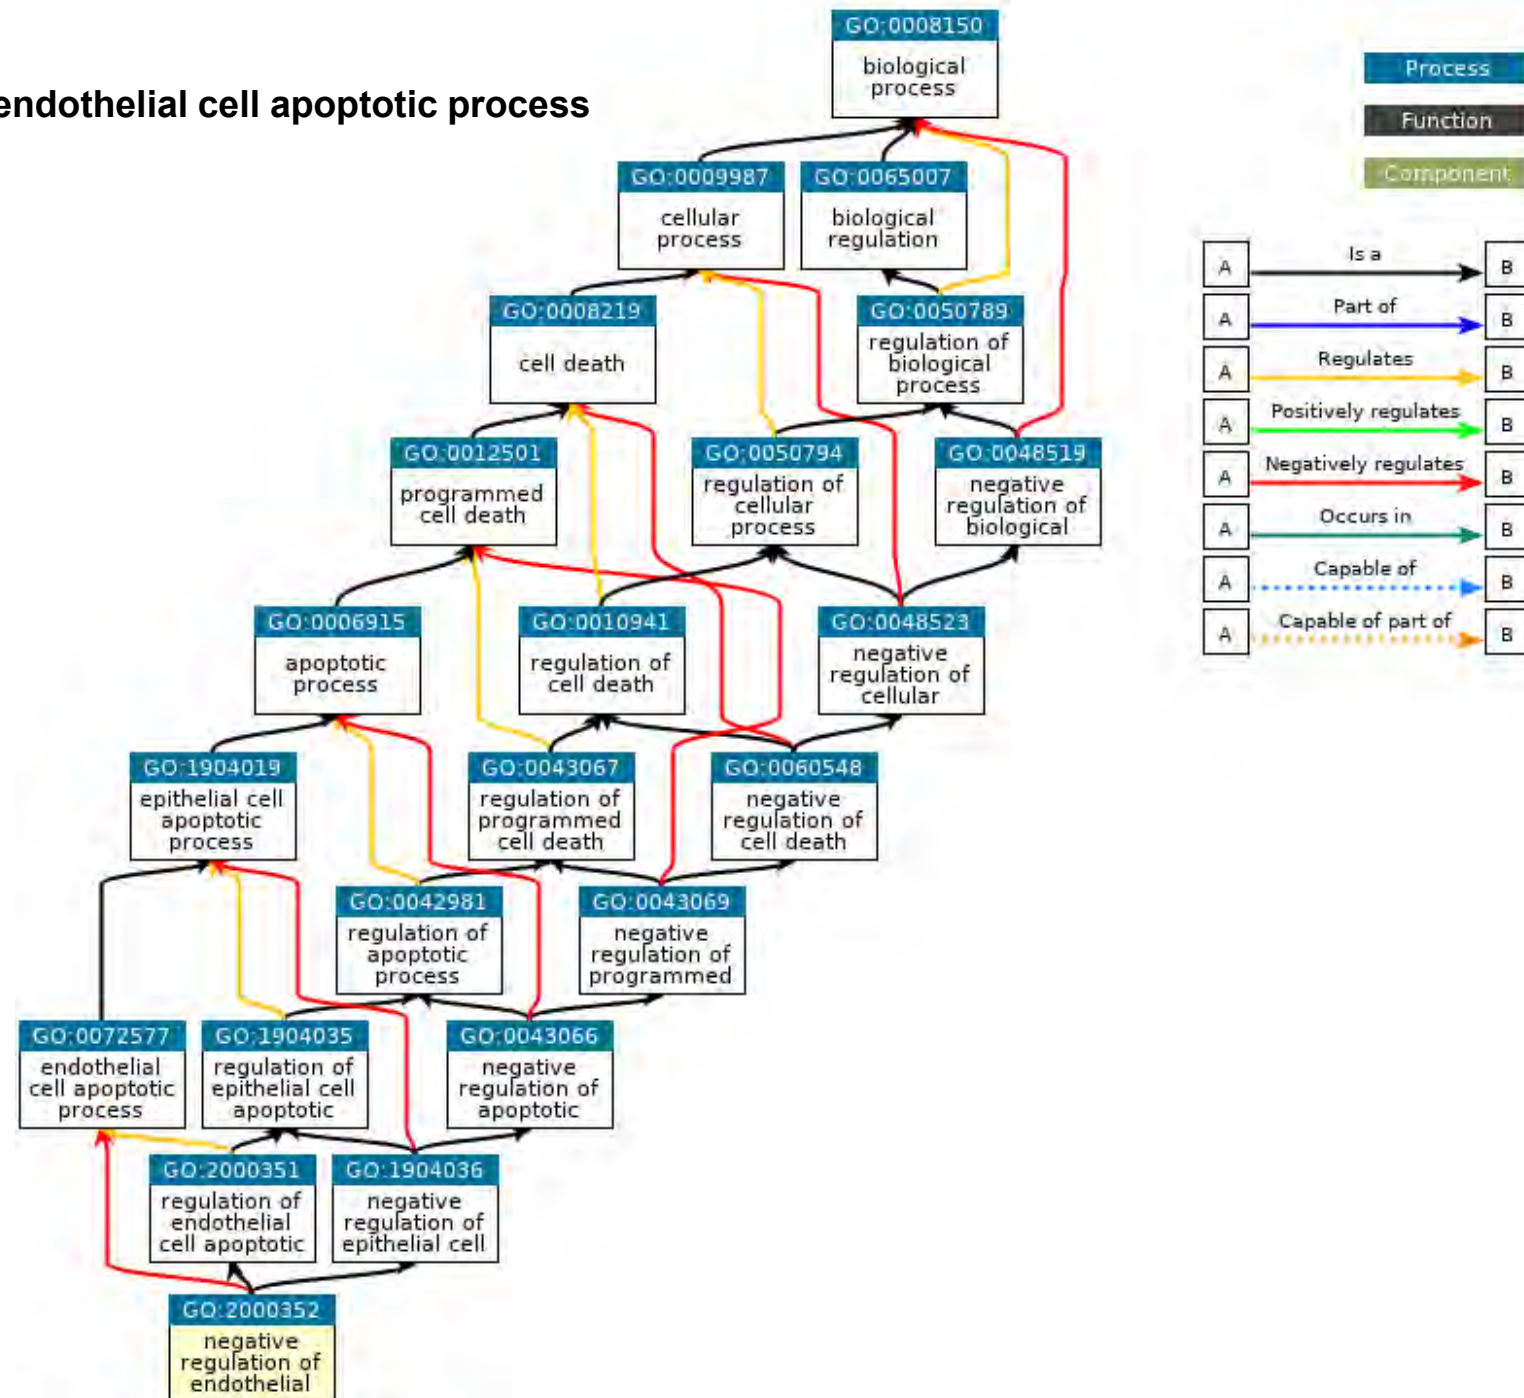 GO:0008150
biological
process
endothelial cell apoptotic process
GO:0009987
cellular
process
GO:0065007
biological
regulation
GO:0008219
cell death
GO:0050789
regulation of
biological
process
GO:0012501
programmed
cell death
GO:0050794
regulation of
cellular
process
GO:0048519
negative
regulation of
biological
GO:0006915
apoptotic
process
GO:0010941
regulation of
cell death
GO:0048523
negative
regulation of
cellular
GO:1904019
epithelial cell
apoptotic
process
GO:0043067
regulation of
programmed
cell death
GO:0060548
negative
regulation of
cell death
GO:0042981
regulation of
apoptotic
process
GO:0043069
negative
regulation of
programmed
GO:0072577
endothelial
cell apoptotic
process
GO:1904035
regulation of
epithelial cell
apoptotic
GO:0043066
negative
regulation of
apoptotic
GO:2000351
regulation of
endothelial
cell apoptotic
GO:1904036
negative
regulation of
epithelial cell
GO:2000352
negative
regulation of
endothelial
Process
Function
Component
A Is a B
A Part of B
A Regulates B
A Positively regulates B
A Negatively regulates B
A Occurs in B
A Capable of B
A Capable of part of B